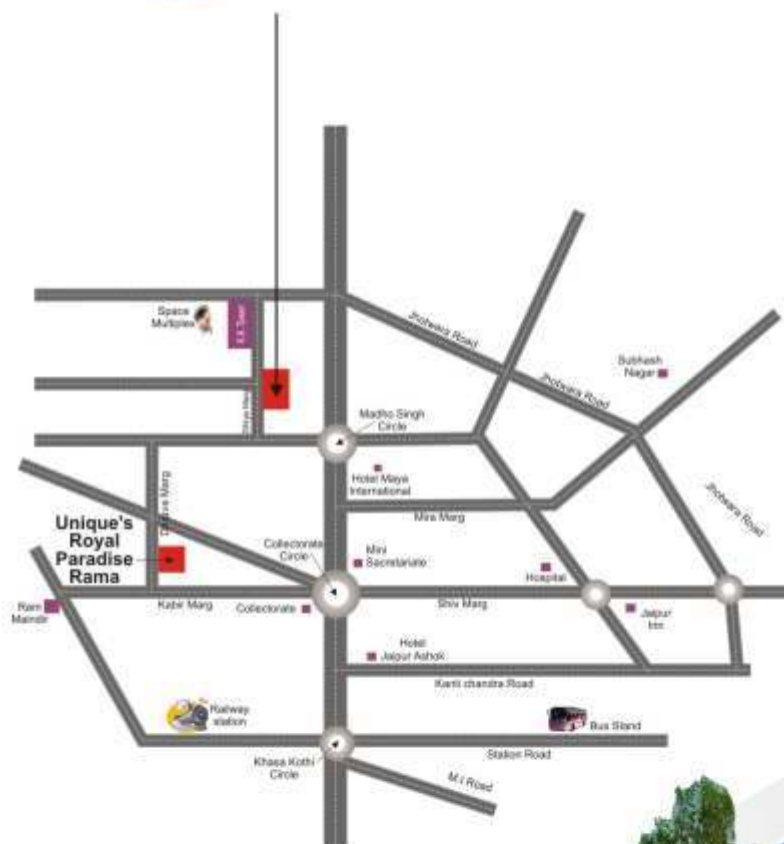 Space
Multiplex
Jhotwara Road
Jhotwara Road
Subhash
Nagar
Madho Singh
Circle
Hotel Maya
International
Mira Marg
Jhotwara Road
Unique's
Royal
Paradise
Rama
Collectorate
Circle
Mini
Sacretariate
Hospital
Kabir Marg
Collectorate
Shiv Marg
Jaipur
Inn
Ram
Hotel
Jaipur Ashok
Kanti chandra Road
Railway
station
Bus Stand
Khasa Kothi
Circle
Station Road
M.I Road